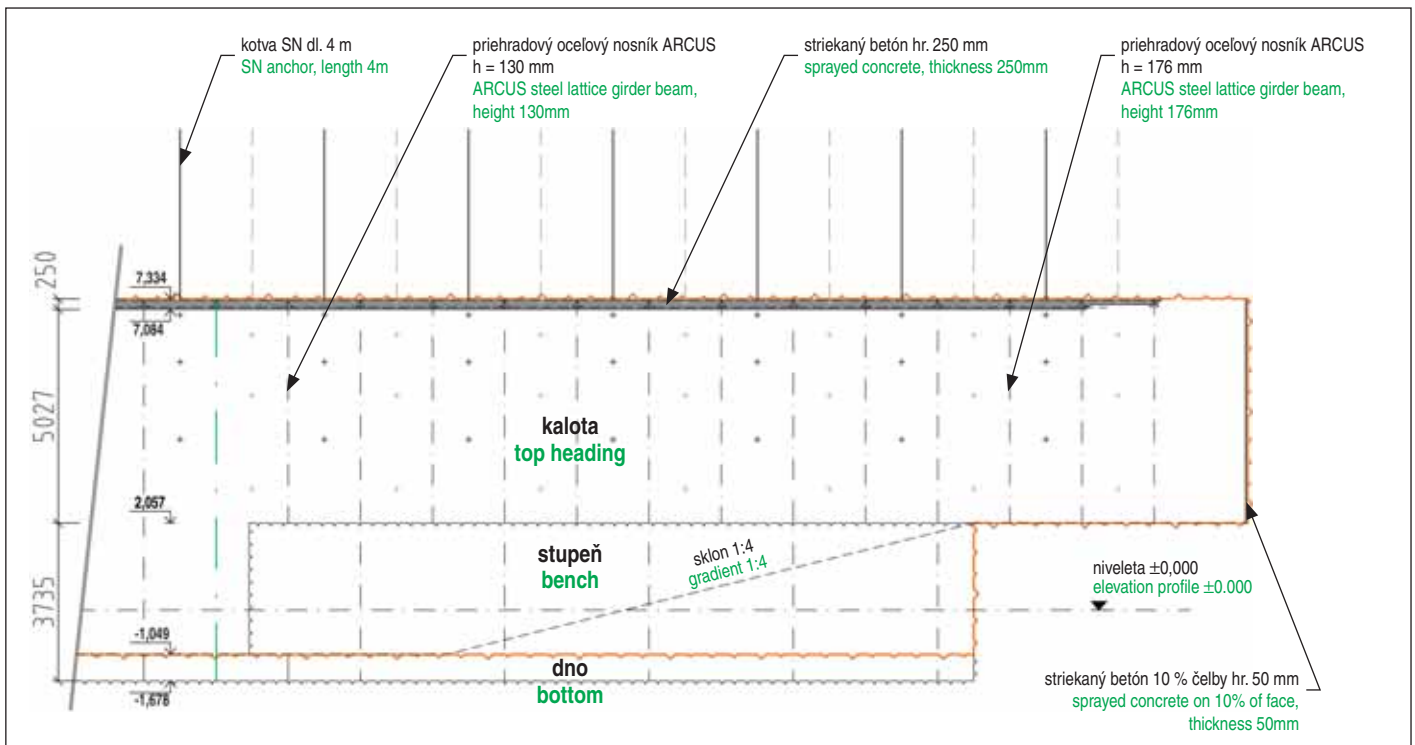 kotva SN dl. 4 m
SN anchor, length 4m
priehradový oceľový nosník ARCUS
h = 130 mm
ARCUS steel lattice girder beam,
height 130mm
striekaný betón hr. 250 mm
sprayed concrete, thickness 250mm
priehradový oceľový nosník ARCUS
h = 176 mm
ARCUS steel lattice girder beam,
height 176mm
250
7,334
7,084
5027
kalota
top heading
2,057
stupeň
bench
sklon 1:4
gradient 1:4
niveleta ±0,000
elevation profile ±0.000
3735
-1,049
dno
bottom
-1,678
striekaný betón 10 % čelby hr. 50 mm
sprayed concrete on 10% of face,
thickness 50mm